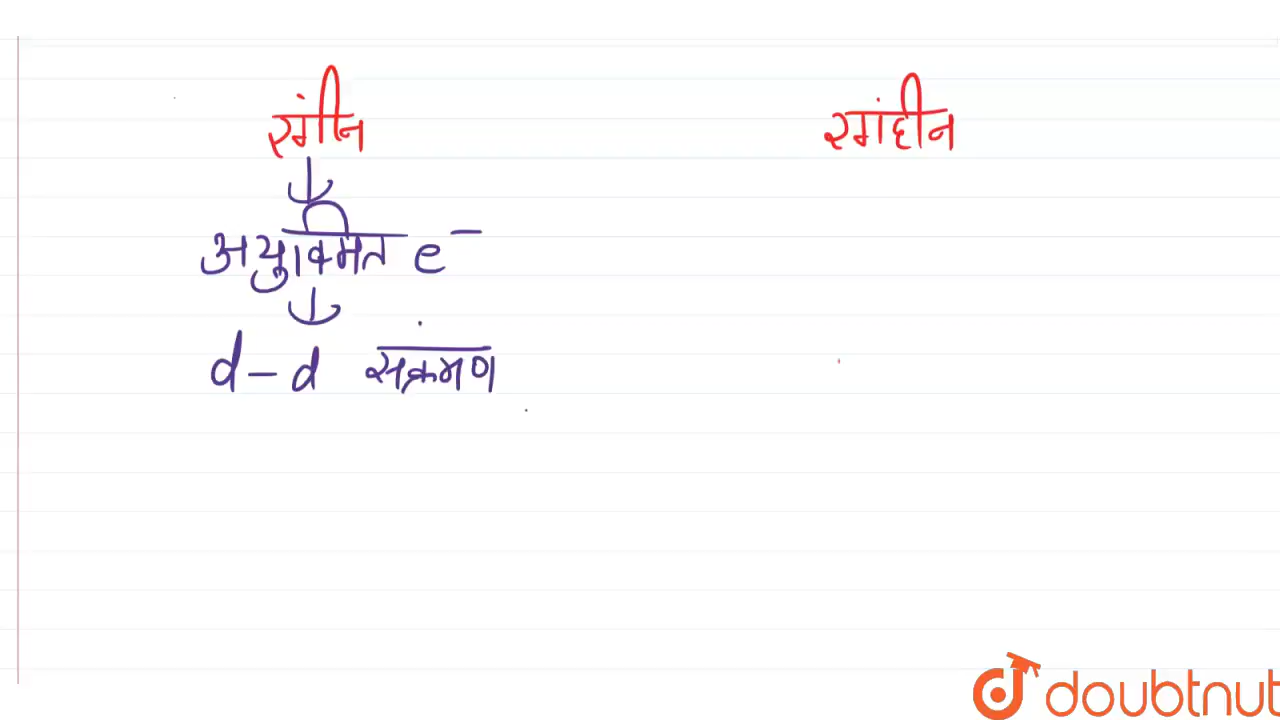 रंगीन रंगहीन
अयुग्मित e⁻
d-d संक्रमण
doubtnut